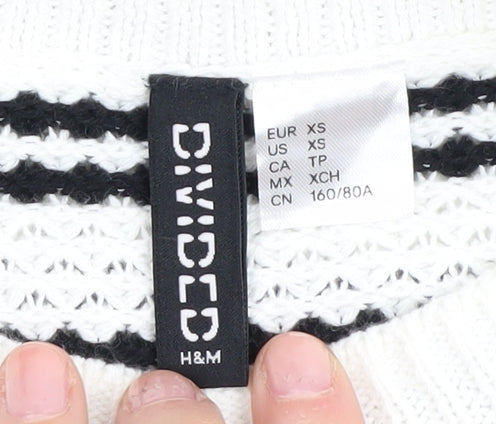 DIVIDED
H&M
EUR XS
US XS
CA TP
MX XCH
CN 160/80A